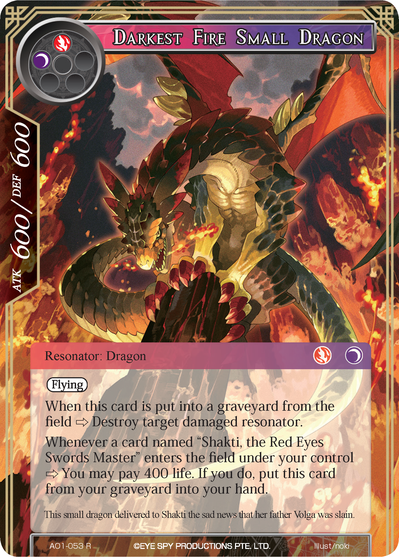 Darkest Fire Small Dragon
ATK 600/DEF 600
Resonator: Dragon
Flying
When this card is put into a graveyard from the
field ⇨ Destroy target damaged resonator.
Whenever a card named “Shakti, the Red Eyes
Swords Master” enters the field under your control
⇨ You may pay 400 life. If you do, put this card
from your graveyard into your hand.
This small dragon delivered to Shakti the sad news that her father Volga was slain.
AO1-053 R
©EYE SPY PRODUCTIONS PTE. LTD.
Illust/noki